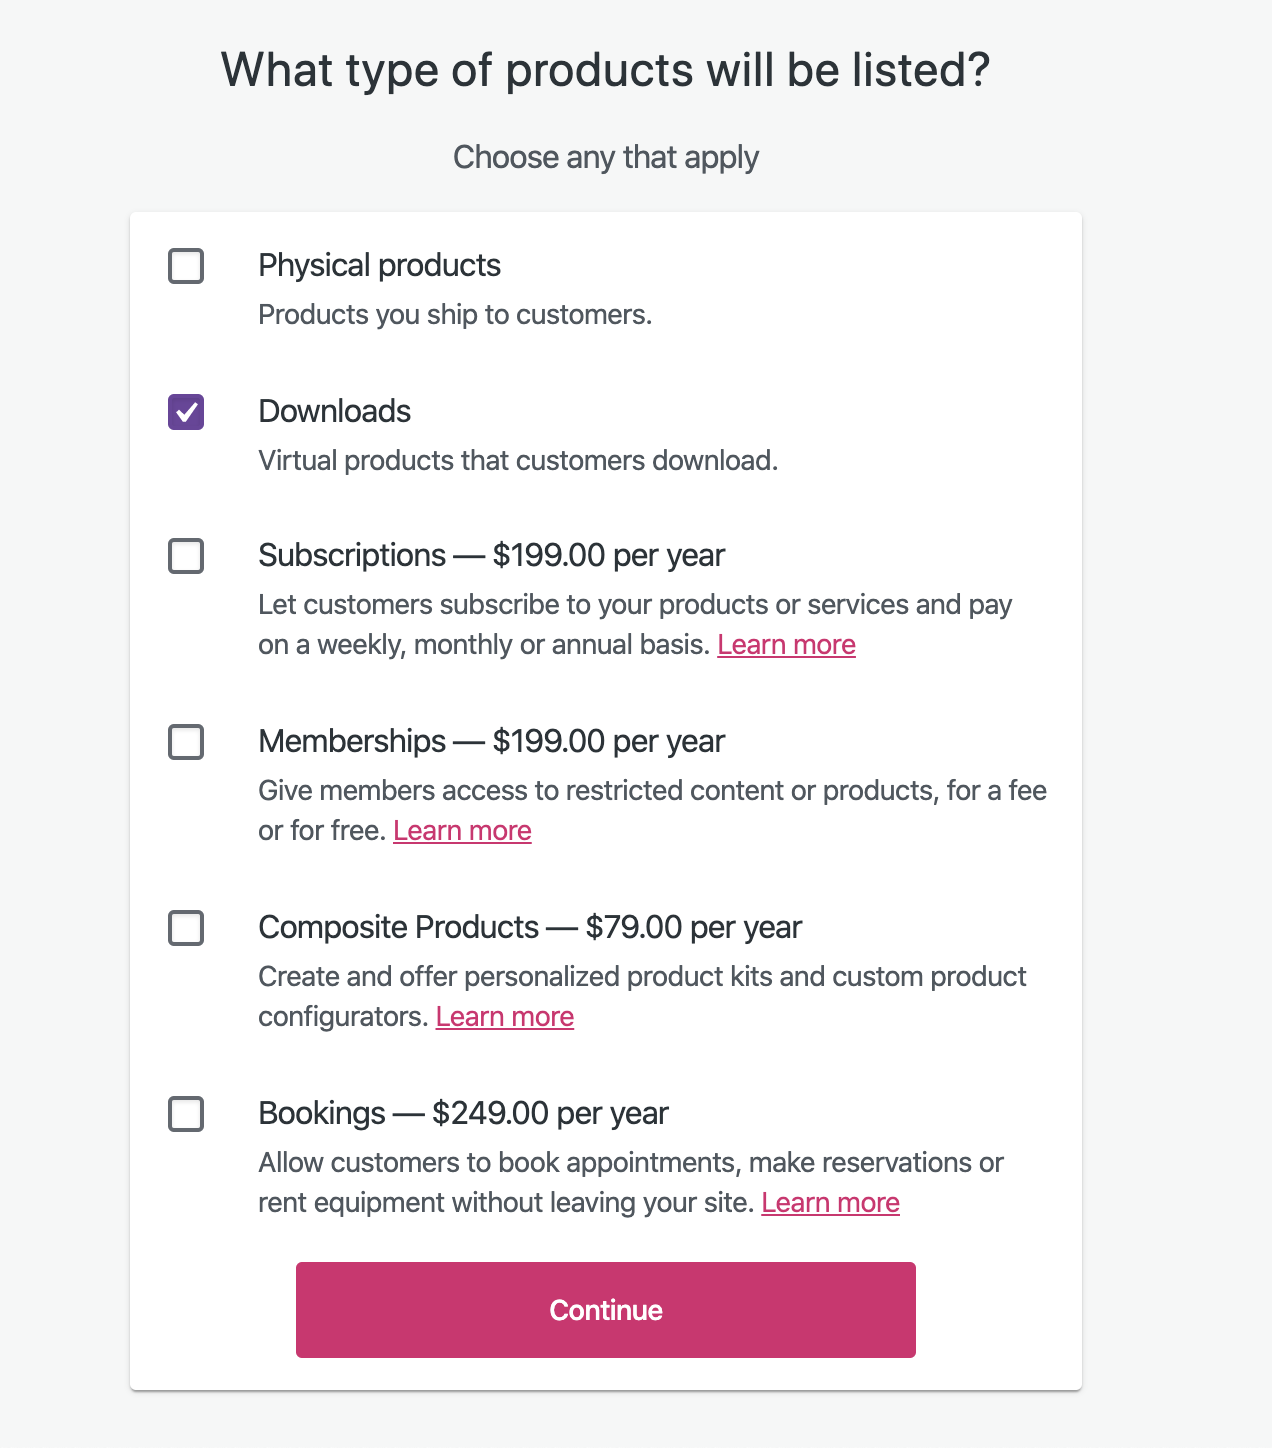 What type of products will be listed?
Choose any that apply
Physical products
Products you ship to customers.
Downloads
Virtual products that customers download.
Subscriptions — $199.00 per year
Let customers subscribe to your products or services and pay
on a weekly, monthly or annual basis. Learn more
Memberships — $199.00 per year
Give members access to restricted content or products, for a fee
or for free. Learn more
Composite Products — $79.00 per year
Create and offer personalized product kits and custom product
configurators. Learn more
Bookings — $249.00 per year
Allow customers to book appointments, make reservations or
rent equipment without leaving your site. Learn more
Continue